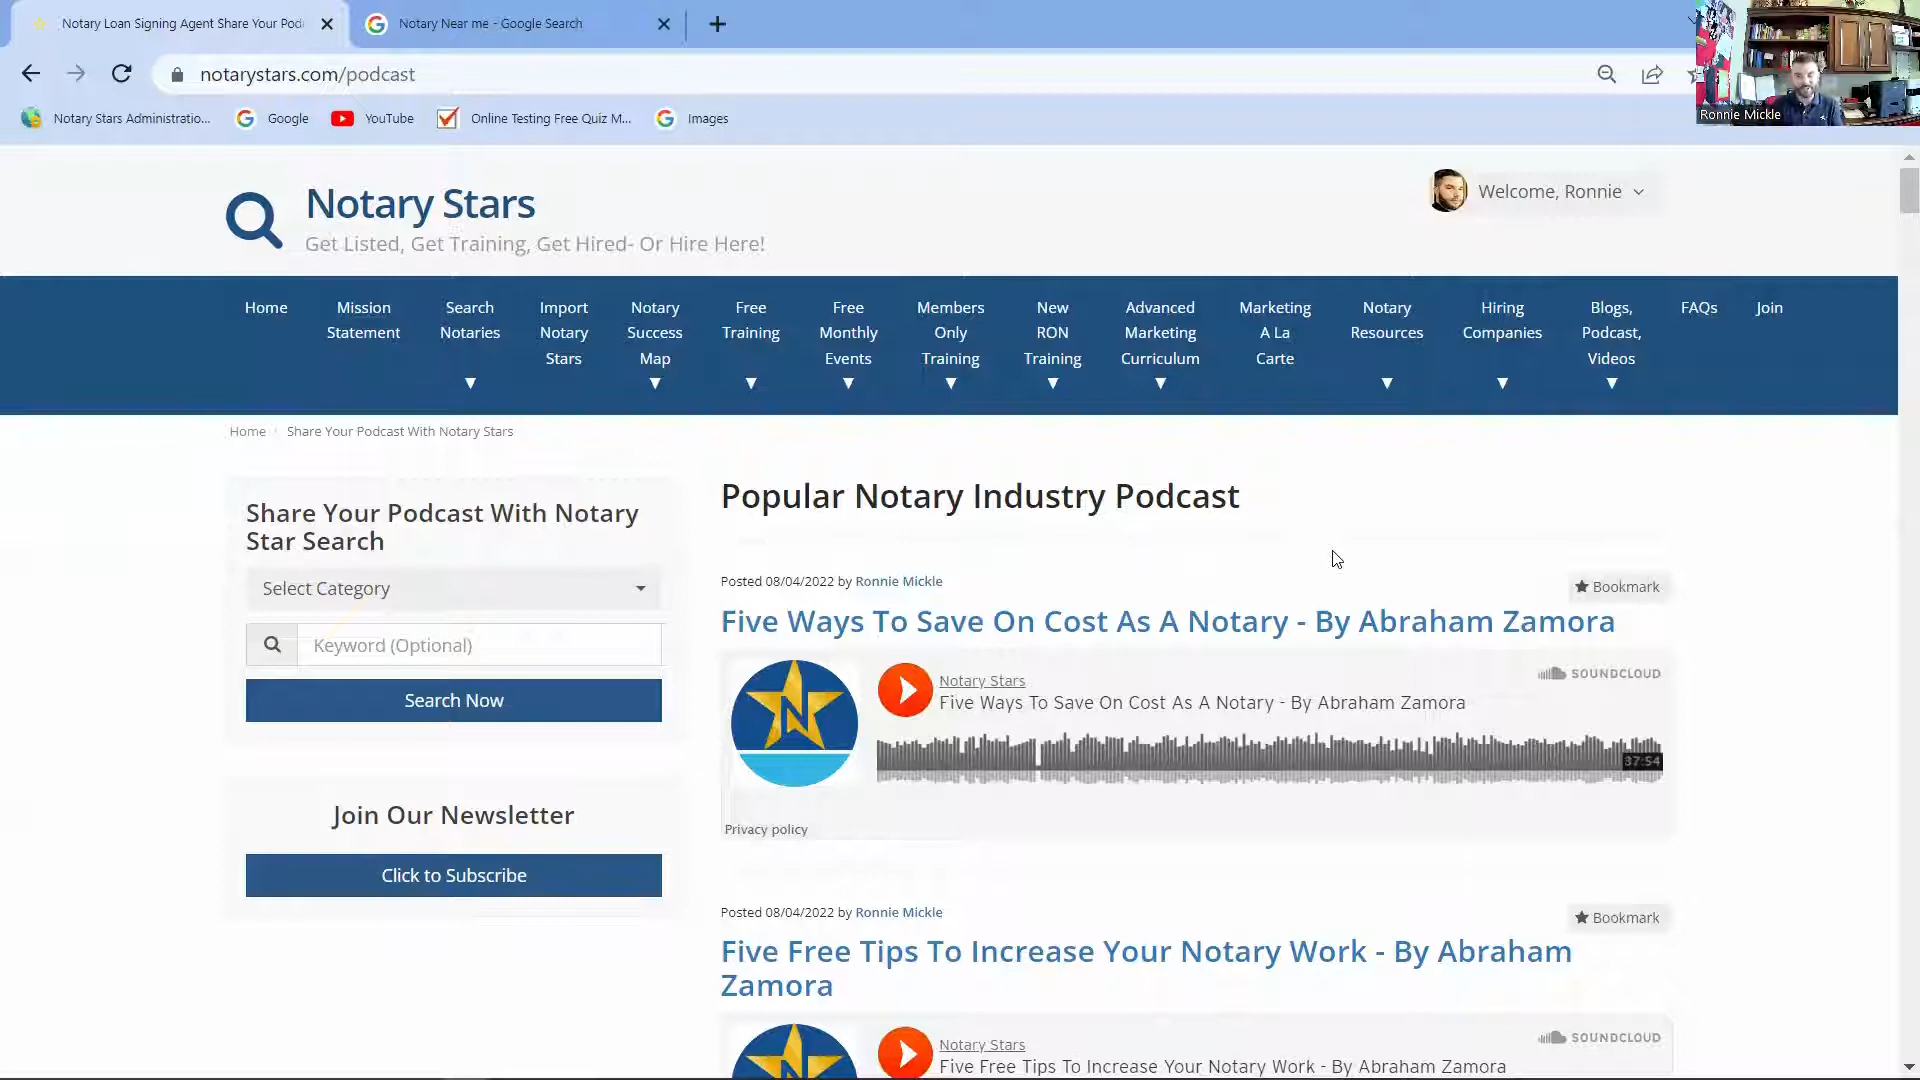 Notary Loan Signing Agent Share Your Pod
Notary Near me - Google Search
notarystars.com/podcast
Notary Stars Administratio...
Google
YouTube
Online Testing Free Quiz M...
Images
Ronnie Mickle
Notary Stars
Get Listed, Get Training, Get Hired- Or Hire Here!
Welcome, Ronnie
Home
Mission
Statement
Search
Notaries
Import
Notary
Stars
Notary
Success
Map
Free
Training
Free
Monthly
Events
Members
Only
Training
New
RON
Training
Advanced
Marketing
Curriculum
Marketing
A La
Carte
Notary
Resources
Hiring
Companies
Blogs,
Podcast,
Videos
FAQs
Join
Home
Share Your Podcast With Notary Stars
Share Your Podcast With Notary
Star Search
Select Category
Keyword (Optional)
Search Now
Join Our Newsletter
Click to Subscribe
Popular Notary Industry Podcast
Posted 08/04/2022 by Ronnie Mickle
Bookmark
Five Ways To Save On Cost As A Notary - By Abraham Zamora
N
Notary Stars
SOUNDCLOUD
Five Ways To Save On Cost As A Notary - By Abraham Zamora
37:54
Privacy policy
Posted 08/04/2022 by Ronnie Mickle
Bookmark
Five Free Tips To Increase Your Notary Work - By Abraham
Zamora
Notary Stars
SOUNDCLOUD
Five Free Tips To Increase Your Notary Work - By Abraham Zamora